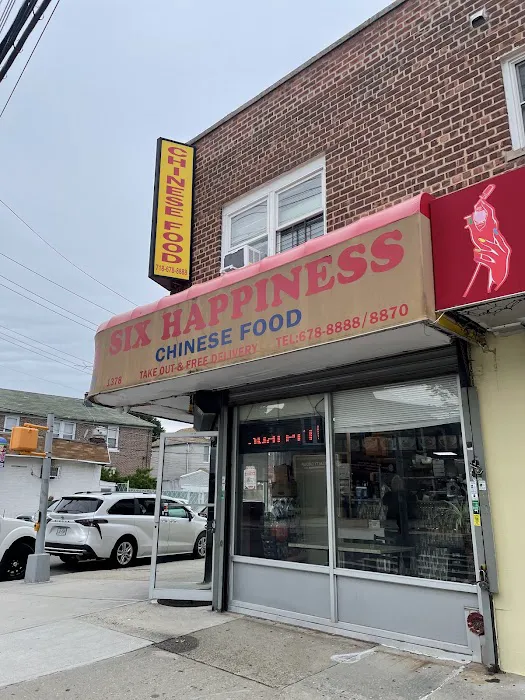 CHINESE FOOD
718-678-8888
SIX HAPPINESS
CHINESE FOOD
1378 TAKE OUT & FREE DELIVERY TEL:678-8888/8870